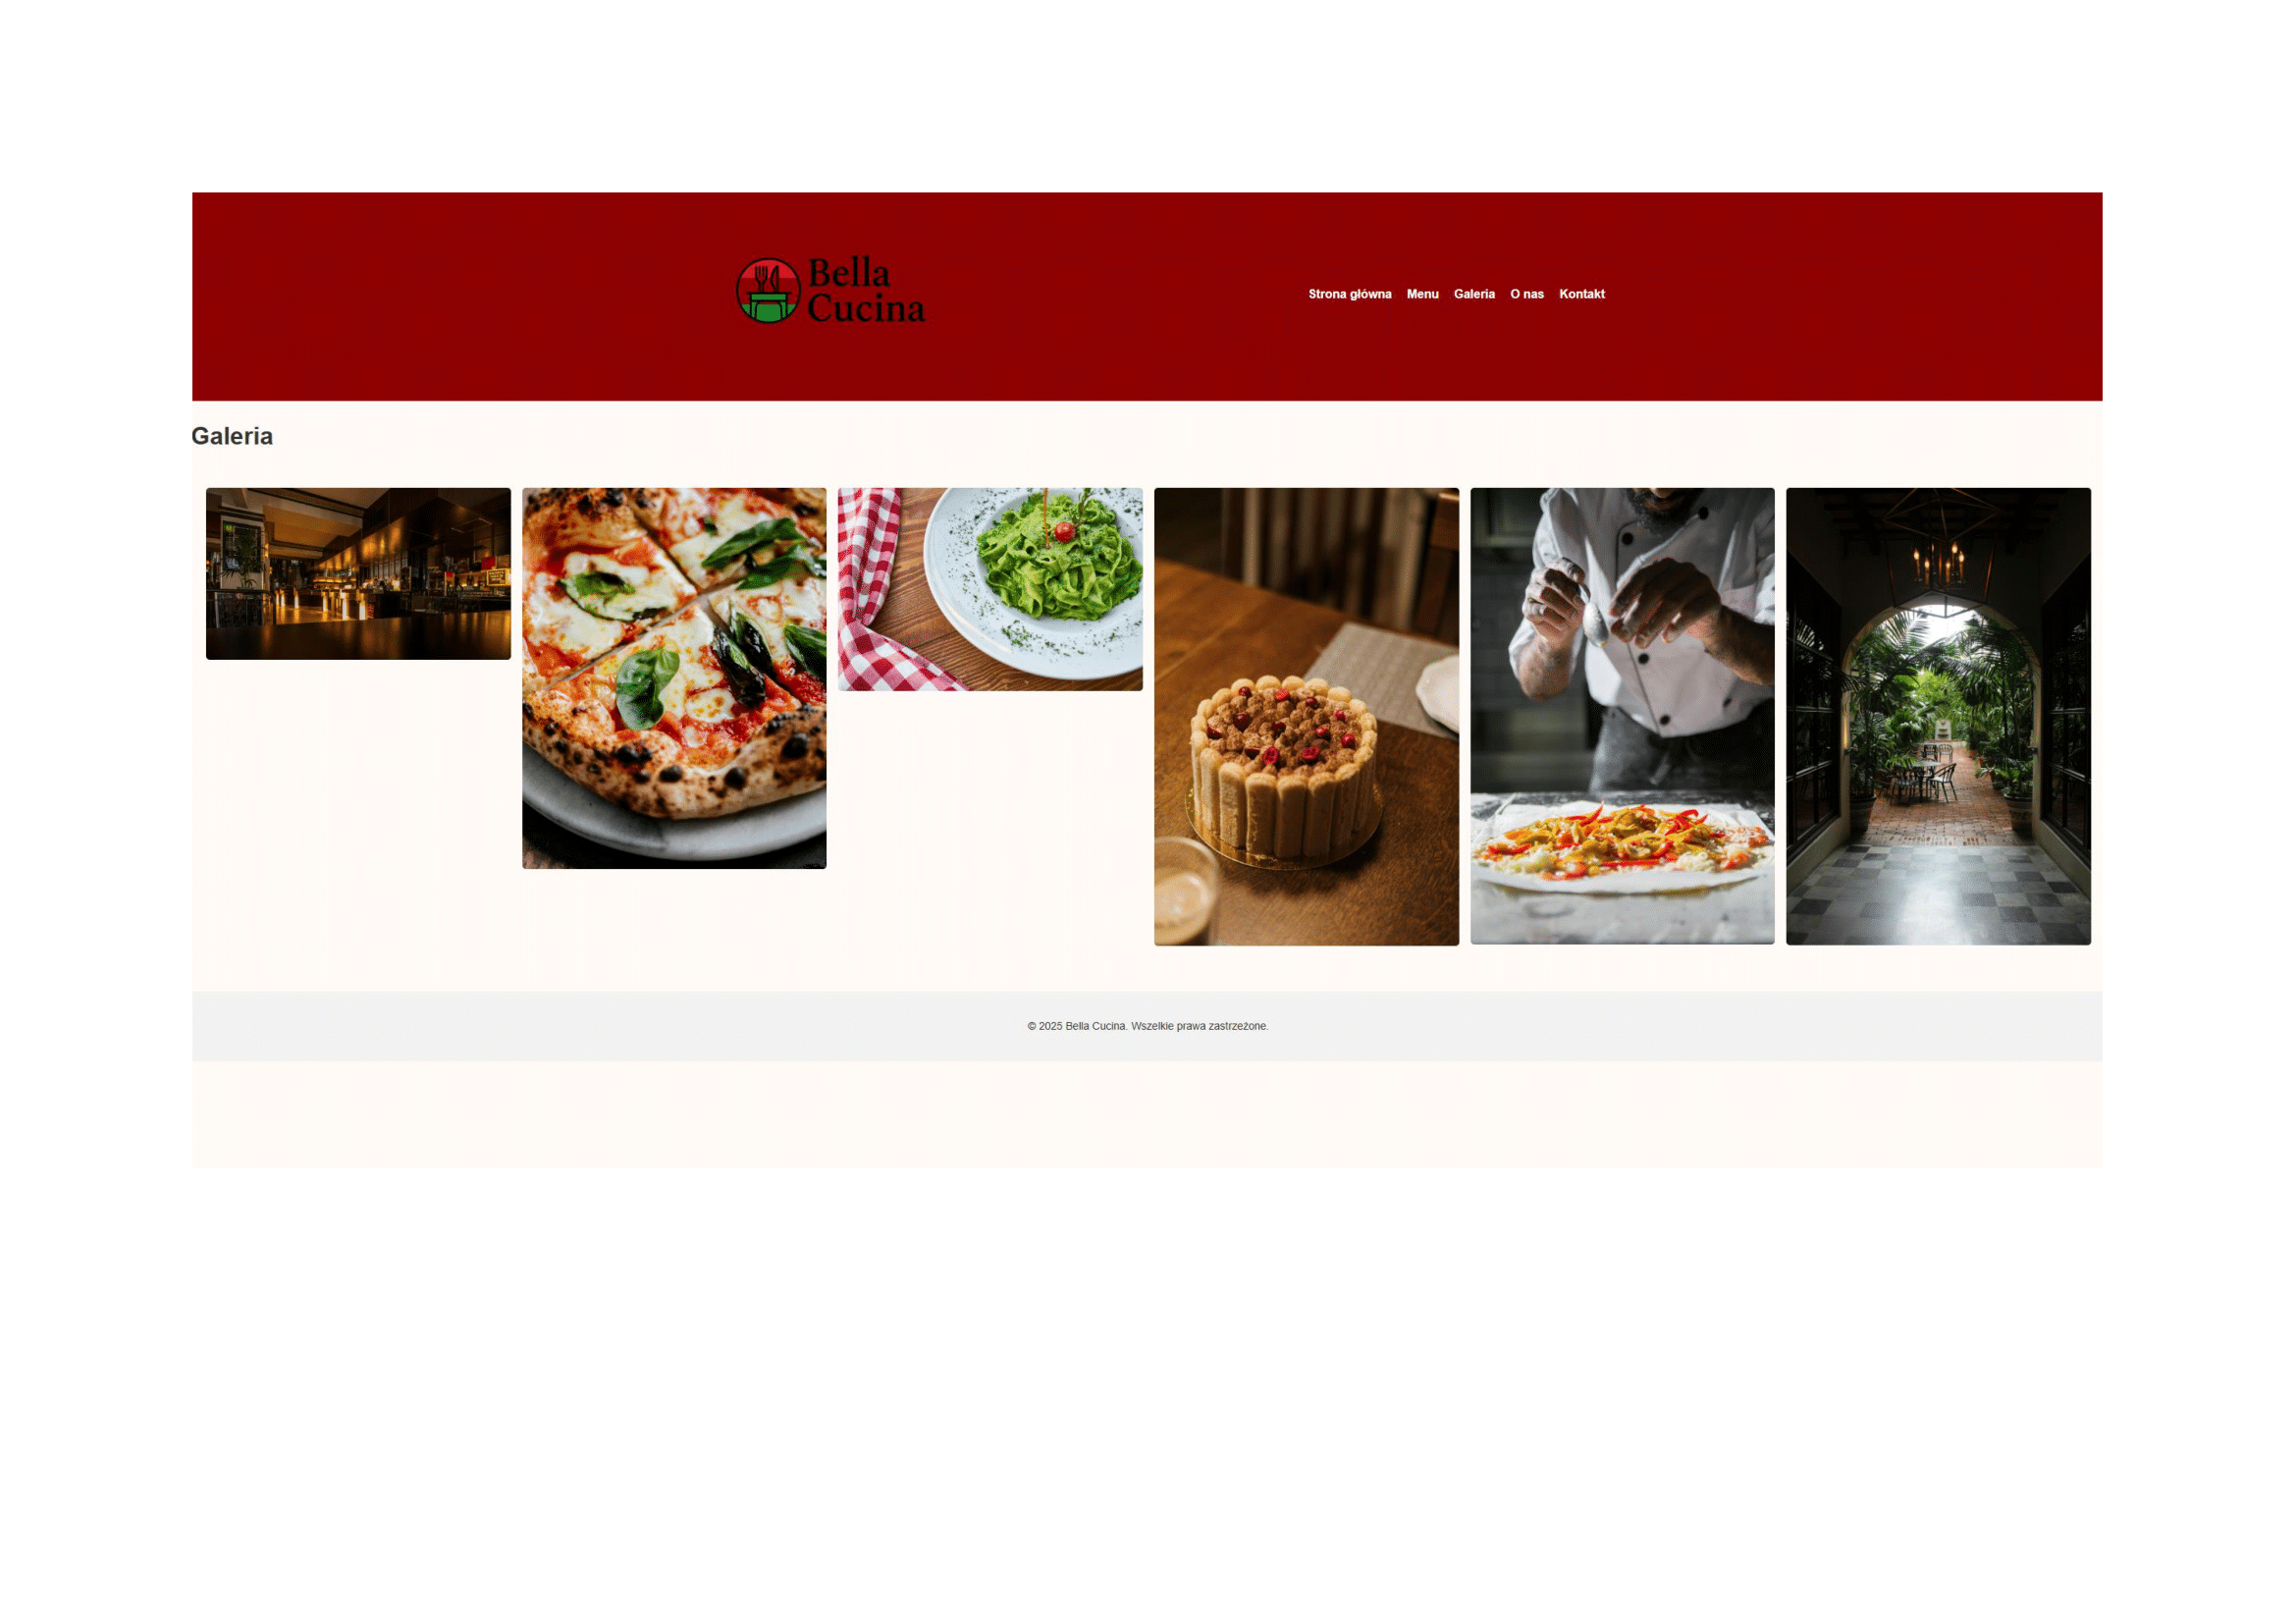 Bella
Cucina
Strona główna Menu Galeria O nas Kontakt
Galeria
© 2025 Bella Cucina. Wszelkie prawa zastrzeżone.